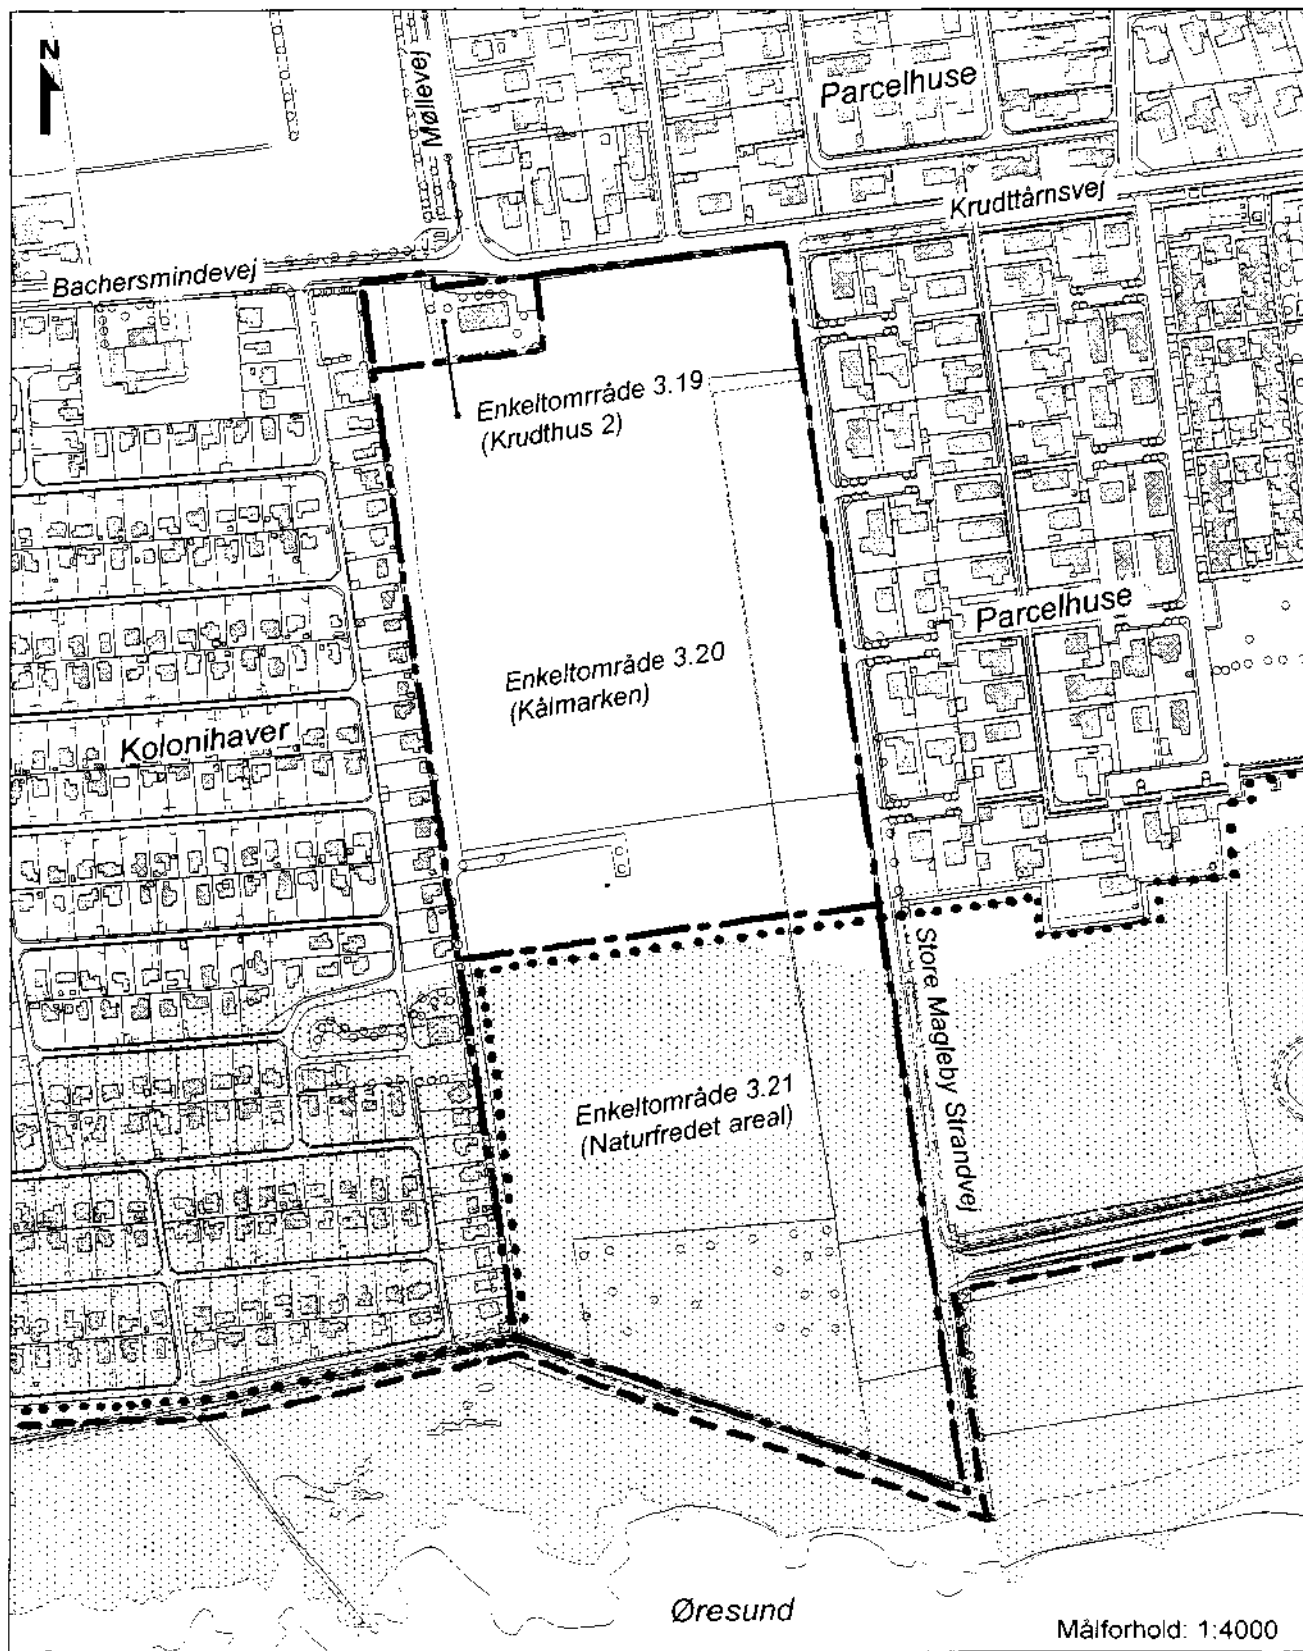 N
Møllevej
Parcelhuse
Krudttårnsvej
Bachersmindevej
Enkeltomrråde 3.19
(Krudthus 2)
Parcelhuse
Enkeltområde 3.20
(Kålmarken)
Kolonihaver
Store Magleby Strandvej
Enkeltområde 3.21
(Naturfredet areal)
Øresund
Målforhold: 1:4000